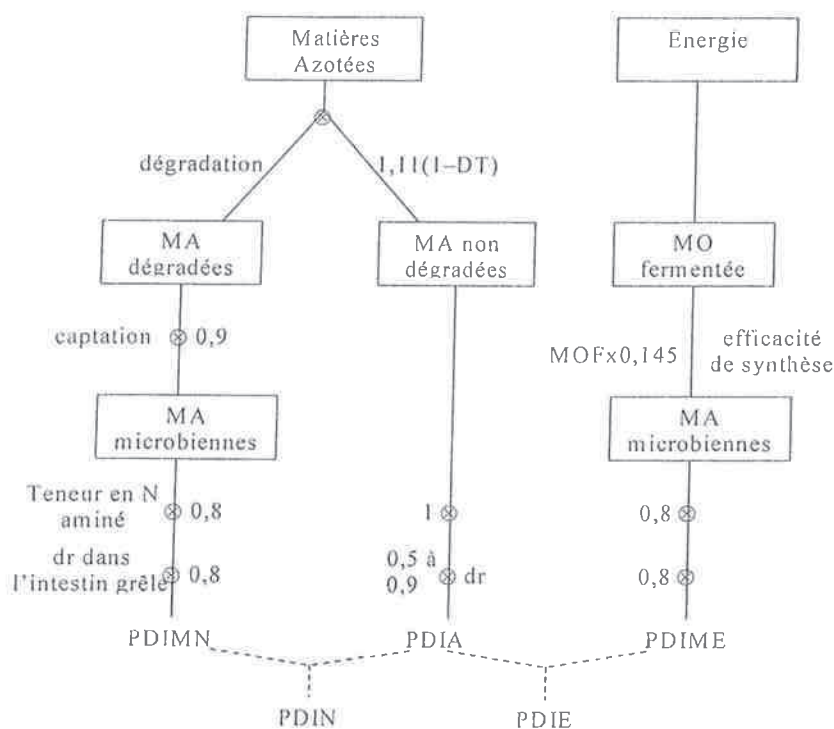 Matières
Azotées
Energie
dégradation
1,11(1–DT)
MA
dégradées
MA non
dégradées
MO
fermentée
captation
0,9
MOFx0,145
efficacité
de synthèse
MA
microbiennes
MA
microbiennes
Teneur en N
aminé
0,8
1
0,8
dr dans
l'intestin grêle
0,8
0,5 à
0,9
dr
0,8
PDIMN
PDIA
PDIME
PDIN
PDIE